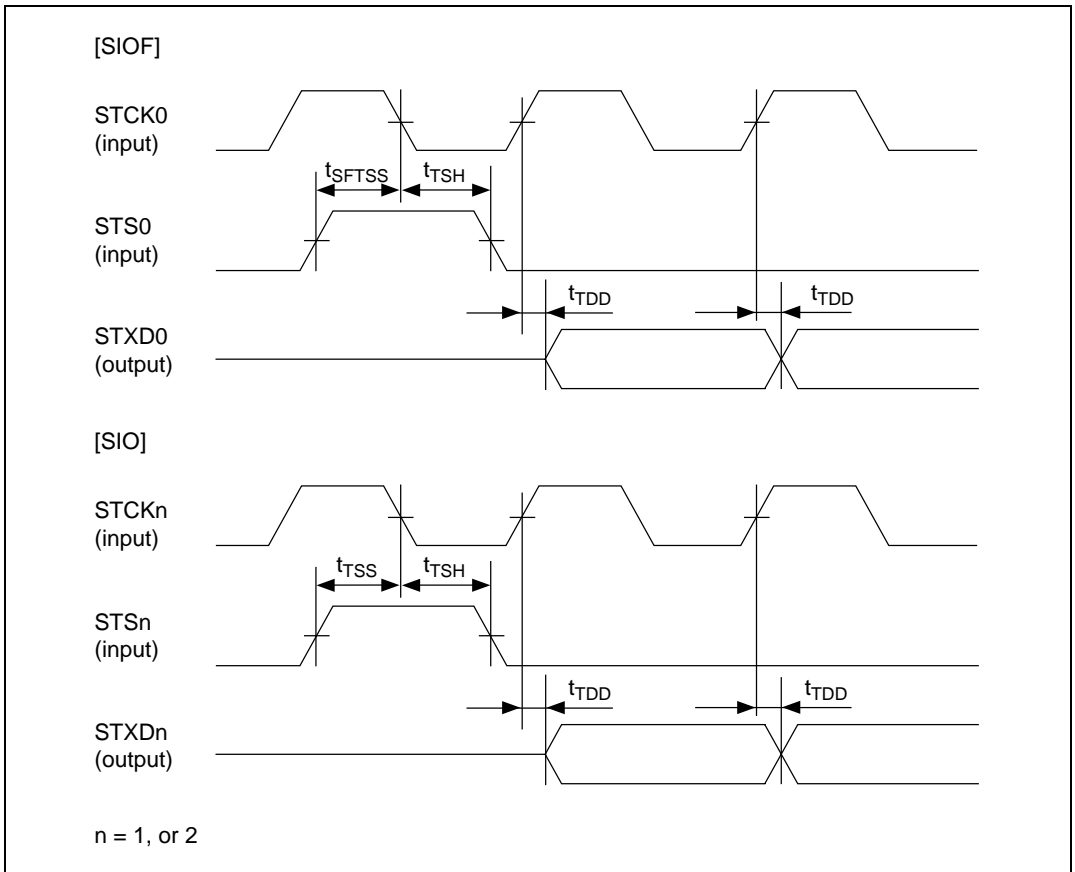 [SIOF]
STCK0
(input)
tSFTSS
tTSH
STS0
(input)
tTDD
tTDD
STXD0
(output)
[SIO]
STCKn
(input)
tTSS
tTSH
STSn
(input)
tTDD
tTDD
STXDn
(output)
n = 1, or 2